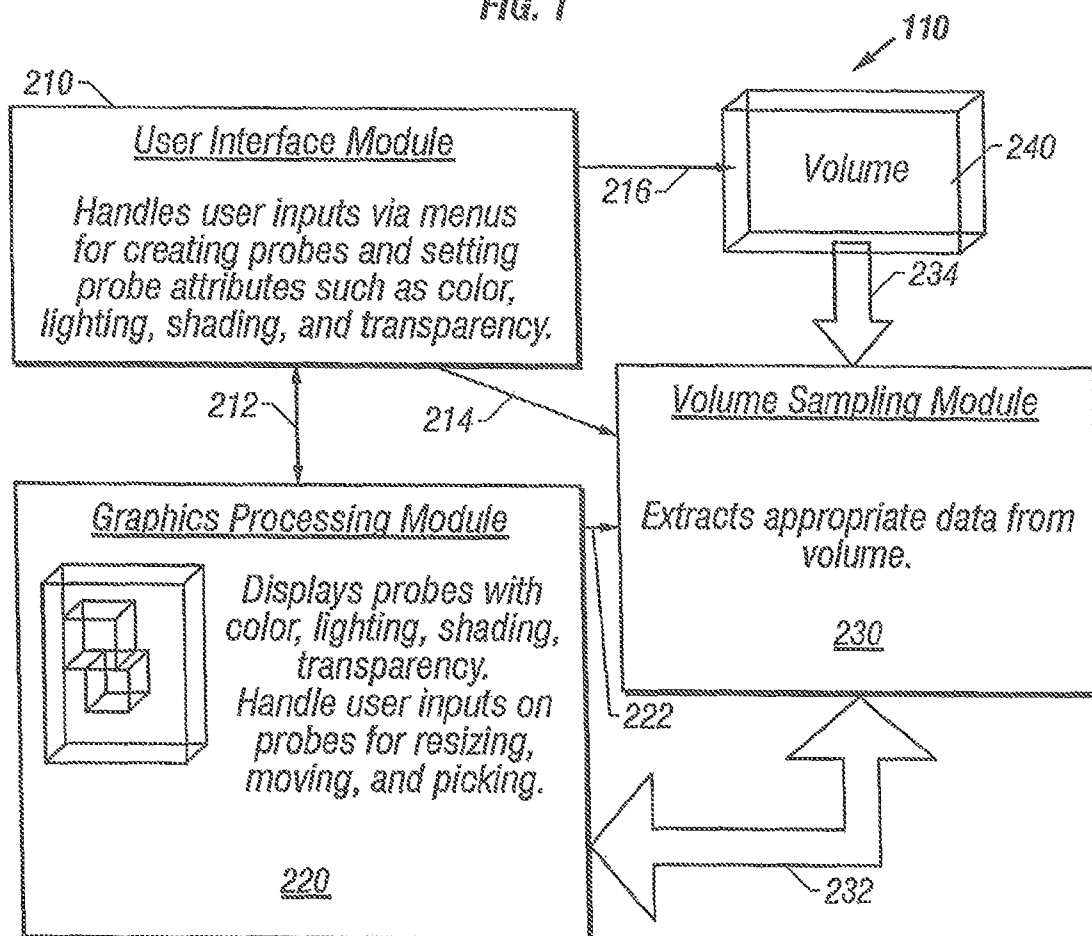 FIG. 1
110
210
User Interface Module
Handles user inputs via menus
for creating probes and setting
probe attributes such as color,
lighting, shading, and transparency.
216
Volume
240
234
212
214
Volume Sampling Module
Extracts appropriate data from
volume.
230
Graphics Processing Module
Displays probes with
color, lighting, shading,
transparency.
Handle user inputs on
probes for resizing,
moving, and picking.
220
222
232